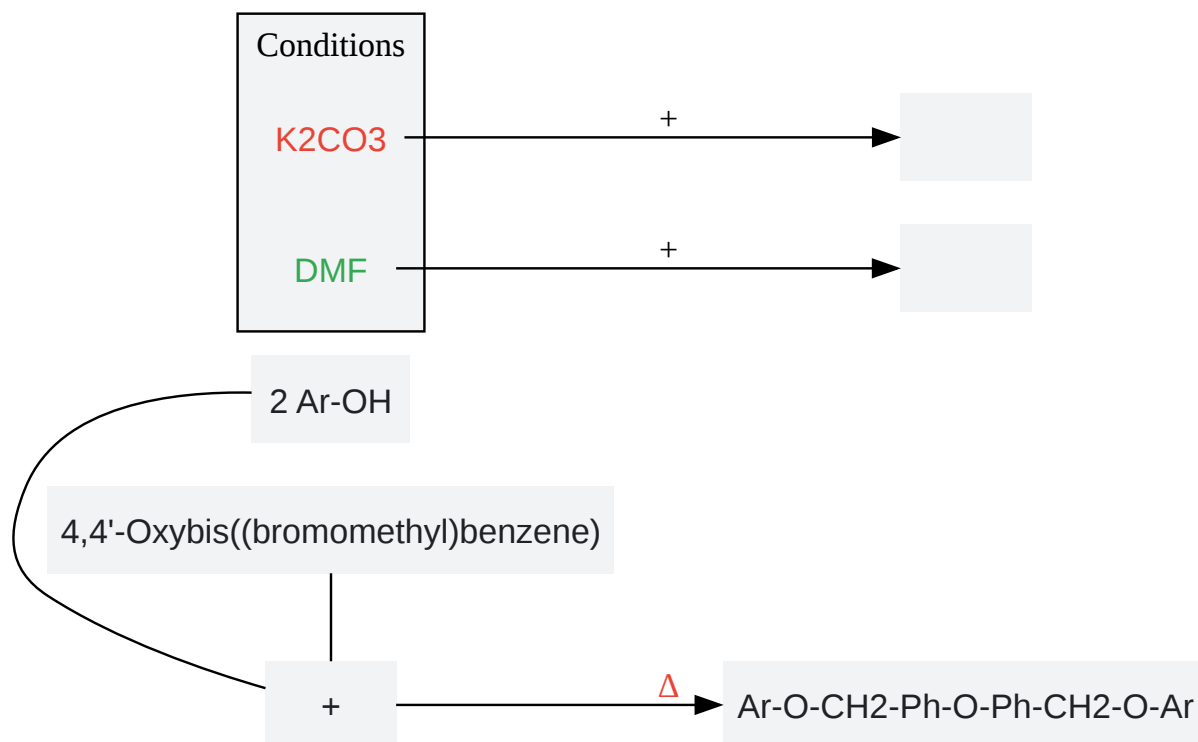 Conditions
K2CO3
+
DMF
+
2 Ar-OH
4,4'-Oxybis((bromomethyl)benzene)
+
Δ
Ar-O-CH2-Ph-O-Ph-CH2-O-Ar